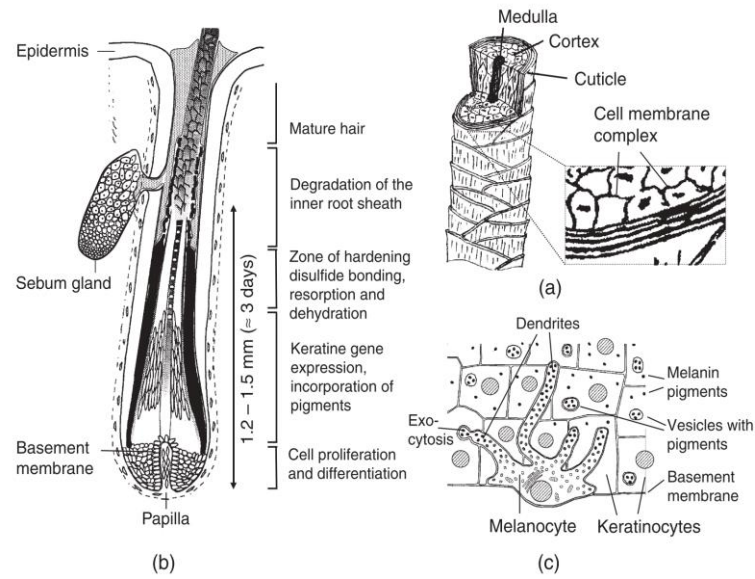 Epidermis
Sebum gland
Basement
membrane
Papilla
(b)
1.2 – 1.5 mm (≈ 3 days)
Mature hair
Degradation of the
inner root sheath
Zone of hardening
disulfide bonding,
resorption and
dehydration
Keratine gene
expression,
incorporation of
pigments
Cell proliferation
and differentiation
Medulla
Cortex
Cuticle
Cell membrane
complex
(a)
Dendrites
Exo-
cytosis
Melanin
pigments
Vesicles with
pigments
Basement
membrane
Melanocyte
Keratinocytes
(c)